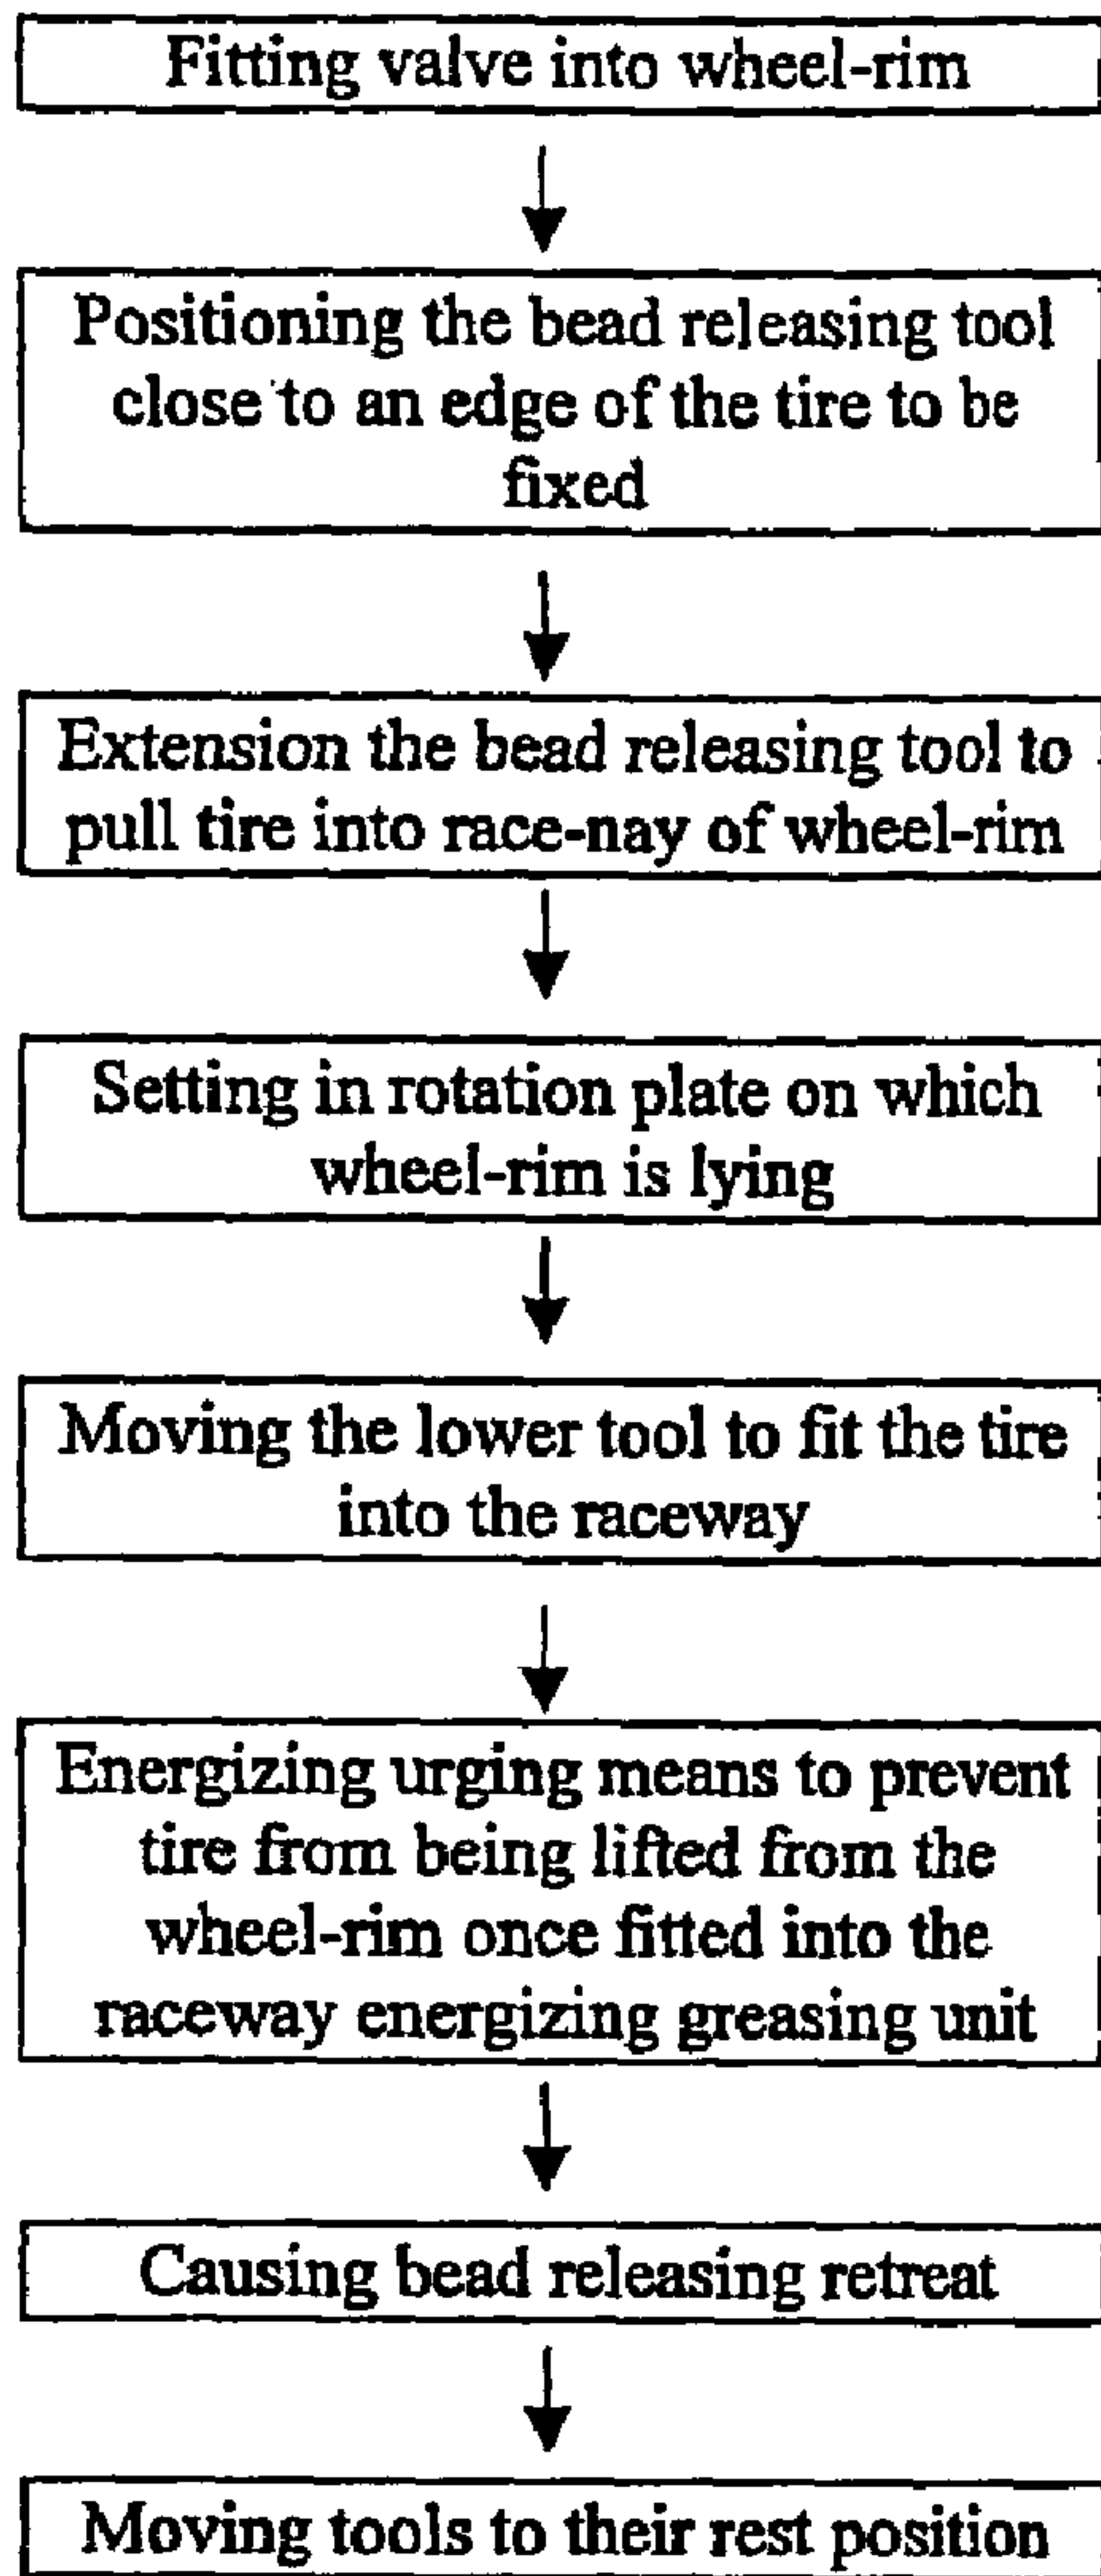 Fitting valve into wheel-rim
Positioning the bead releasing tool
close to an edge of the tire to be
fixed
Extension the bead releasing tool to
pull tire into race-nay of wheel-rim
Setting in rotation plate on which
wheel-rim is lying
Moving the lower tool to fit the tire
into the raceway
Energizing urging means to prevent
tire from being lifted from the
wheel-rim once fitted into the
raceway energizing greasing unit
Causing bead releasing retreat
Moving tools to their rest position